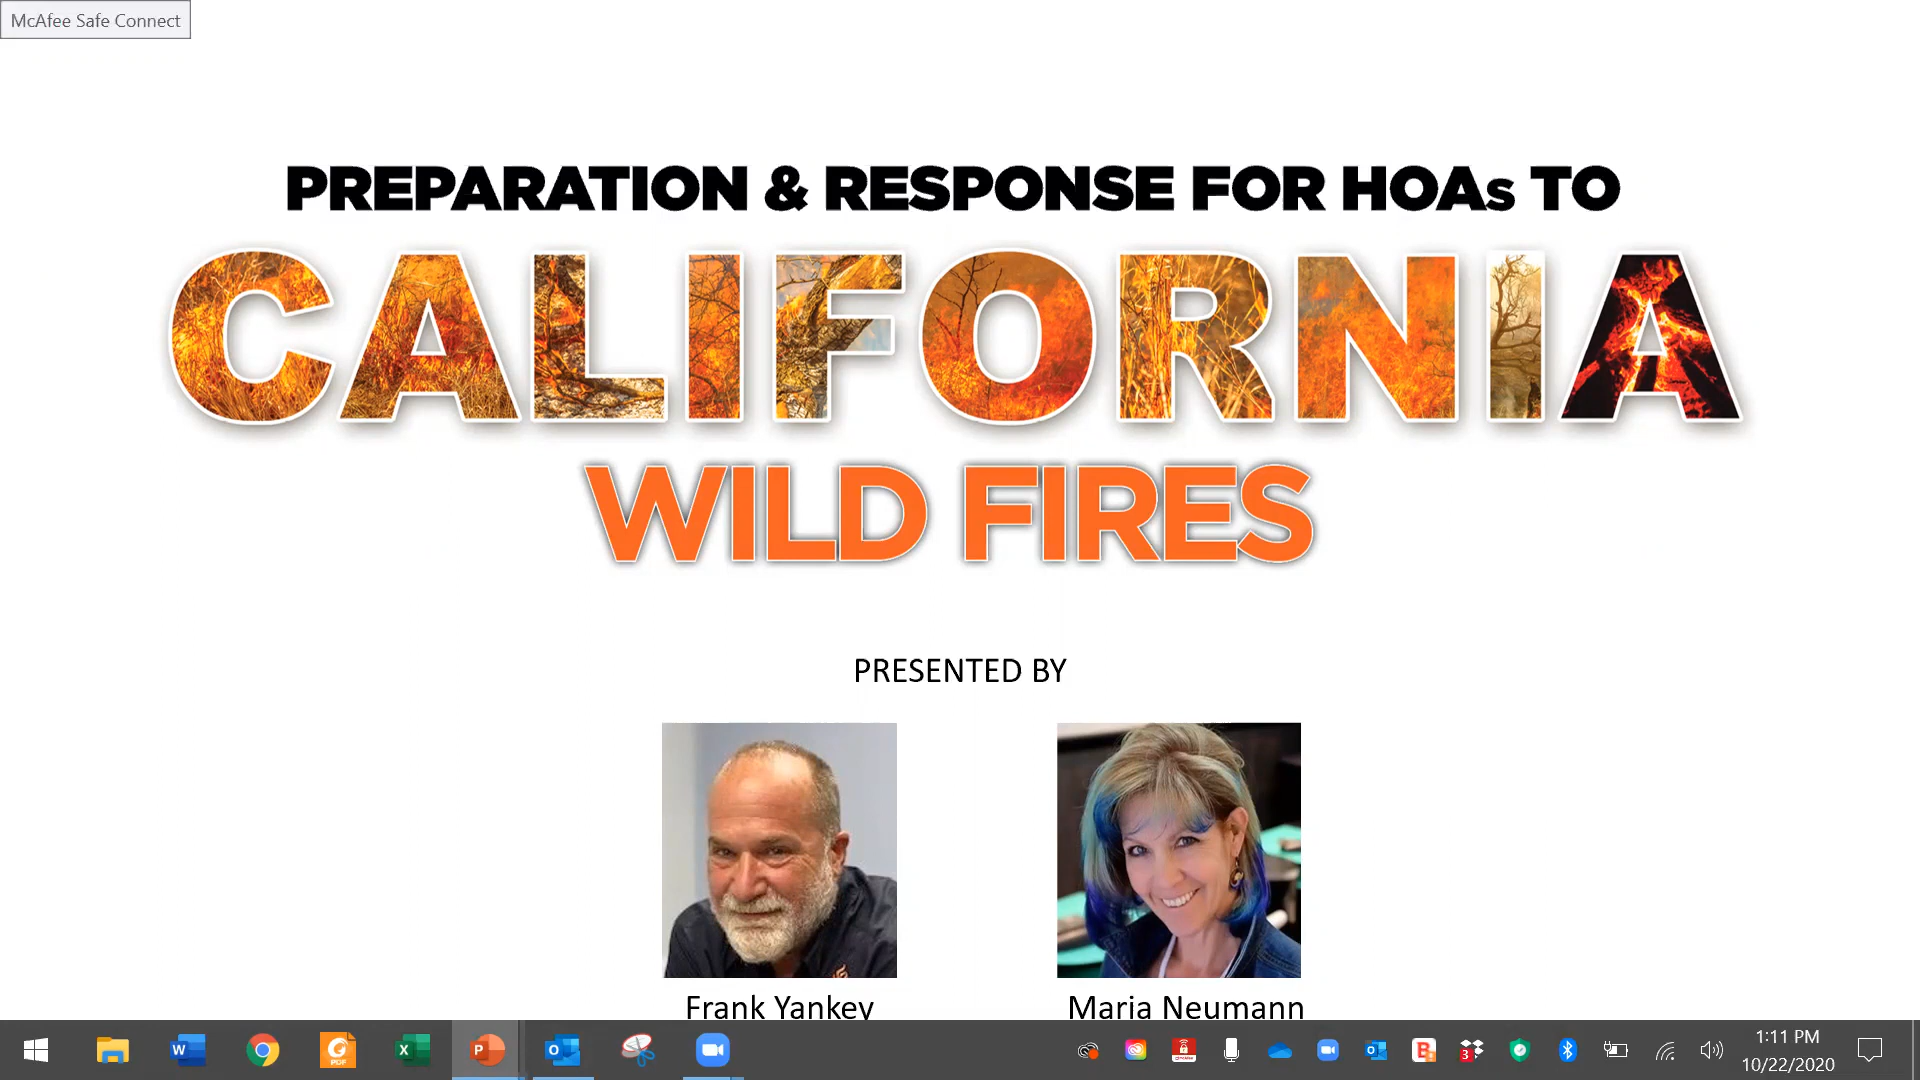 McAfee Safe Connect
PREPARATION & RESPONSE FOR HOAs TO
CALIFORNIA
WILD FIRES
PRESENTED BY
Frank Yankey
Maria Neumann
1:11 PM
10/22/2020